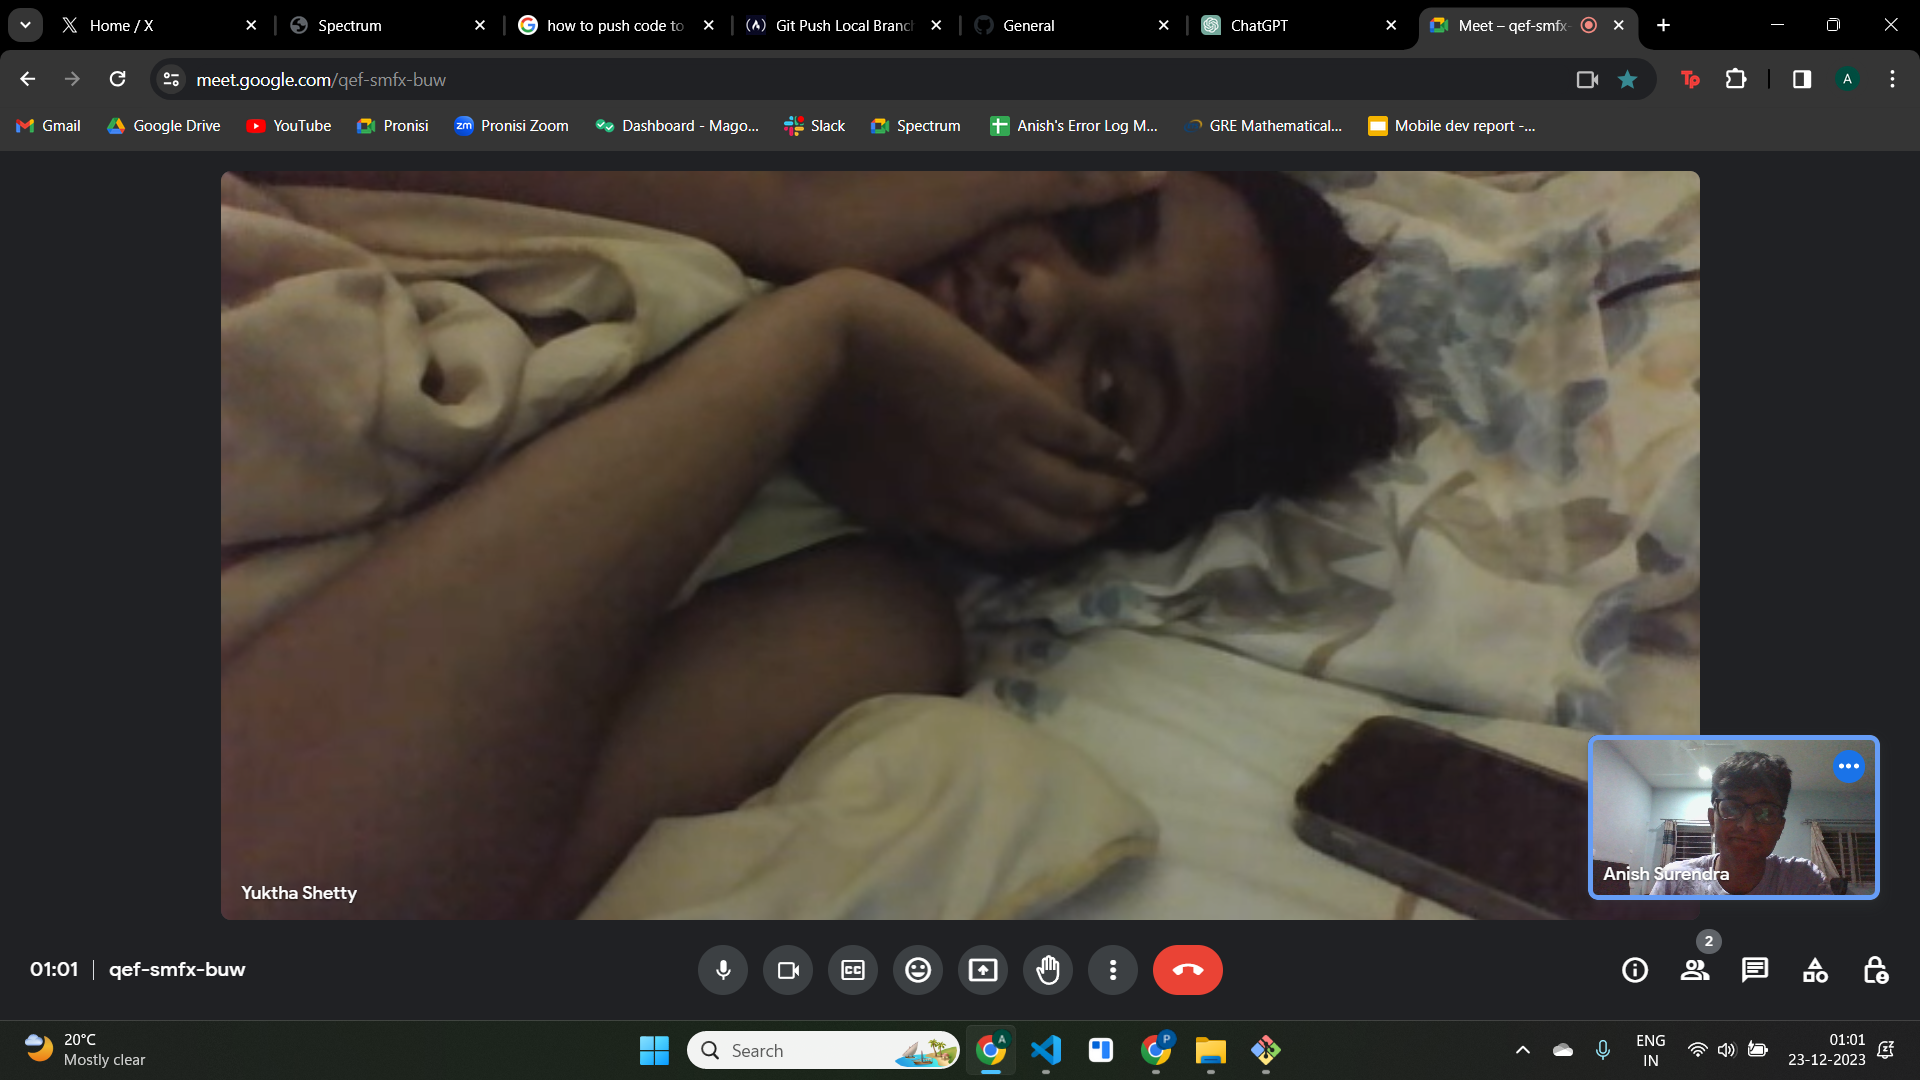 Home / X
Spectrum
how to push code to
Git Push Local Branch
General
ChatGPT
Meet – qef-smfx-
meet.google.com/qef-smfx-buw
Tp
A
Gmail
Google Drive
YouTube
Pronisi
zm Pronisi Zoom
Dashboard - Mago...
Slack
Spectrum
Anish's Error Log M...
GRE Mathematical...
Mobile dev report -...
Yuktha Shetty
Anish Surendra
01:01 | qef-smfx-buw
CC
2
20°C
Mostly clear
Search
A
P
ENG
IN
01:01
23-12-2023